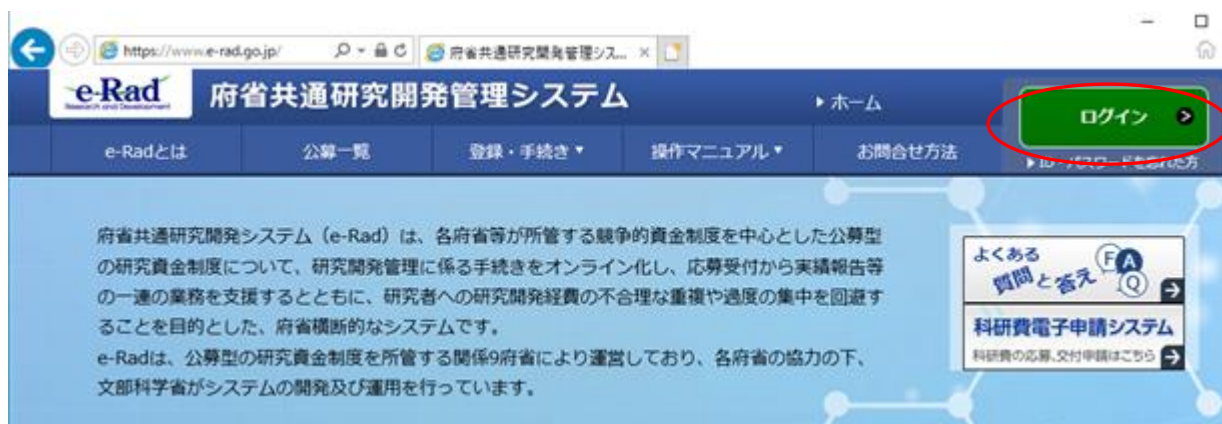 https://www.e-rad.go.jp/
府省共通研究開発管理シス...
e-Rad
Research and Development
府省共通研究開発管理システム
ホーム
ログイン
e-Radとは
公募一覧
登録・手続き
操作マニュアル
お問合せ方法
ID・パスワードを忘れた方
府省共通研究開発システム（e-Rad）は、各府省等が所管する競争的資金制度を中心とした公募型
の研究資金制度について、研究開発管理に係る手続きをオンライン化し、応募受付から実績報告等
の一連の業務を支援するとともに、研究者への研究開発経費の不合理な重複や過度の集中を回避す
ることを目的とした、府省横断的なシステムです。
e-Radは、公募型の研究資金制度を所管する関係9府省により運営しており、各府省の協力の下、
文部科学省がシステムの開発及び運用を行っています。
よくある
質問と答え
FAQ
科研費電子申請システム
科研費の応募、交付申請はこちら